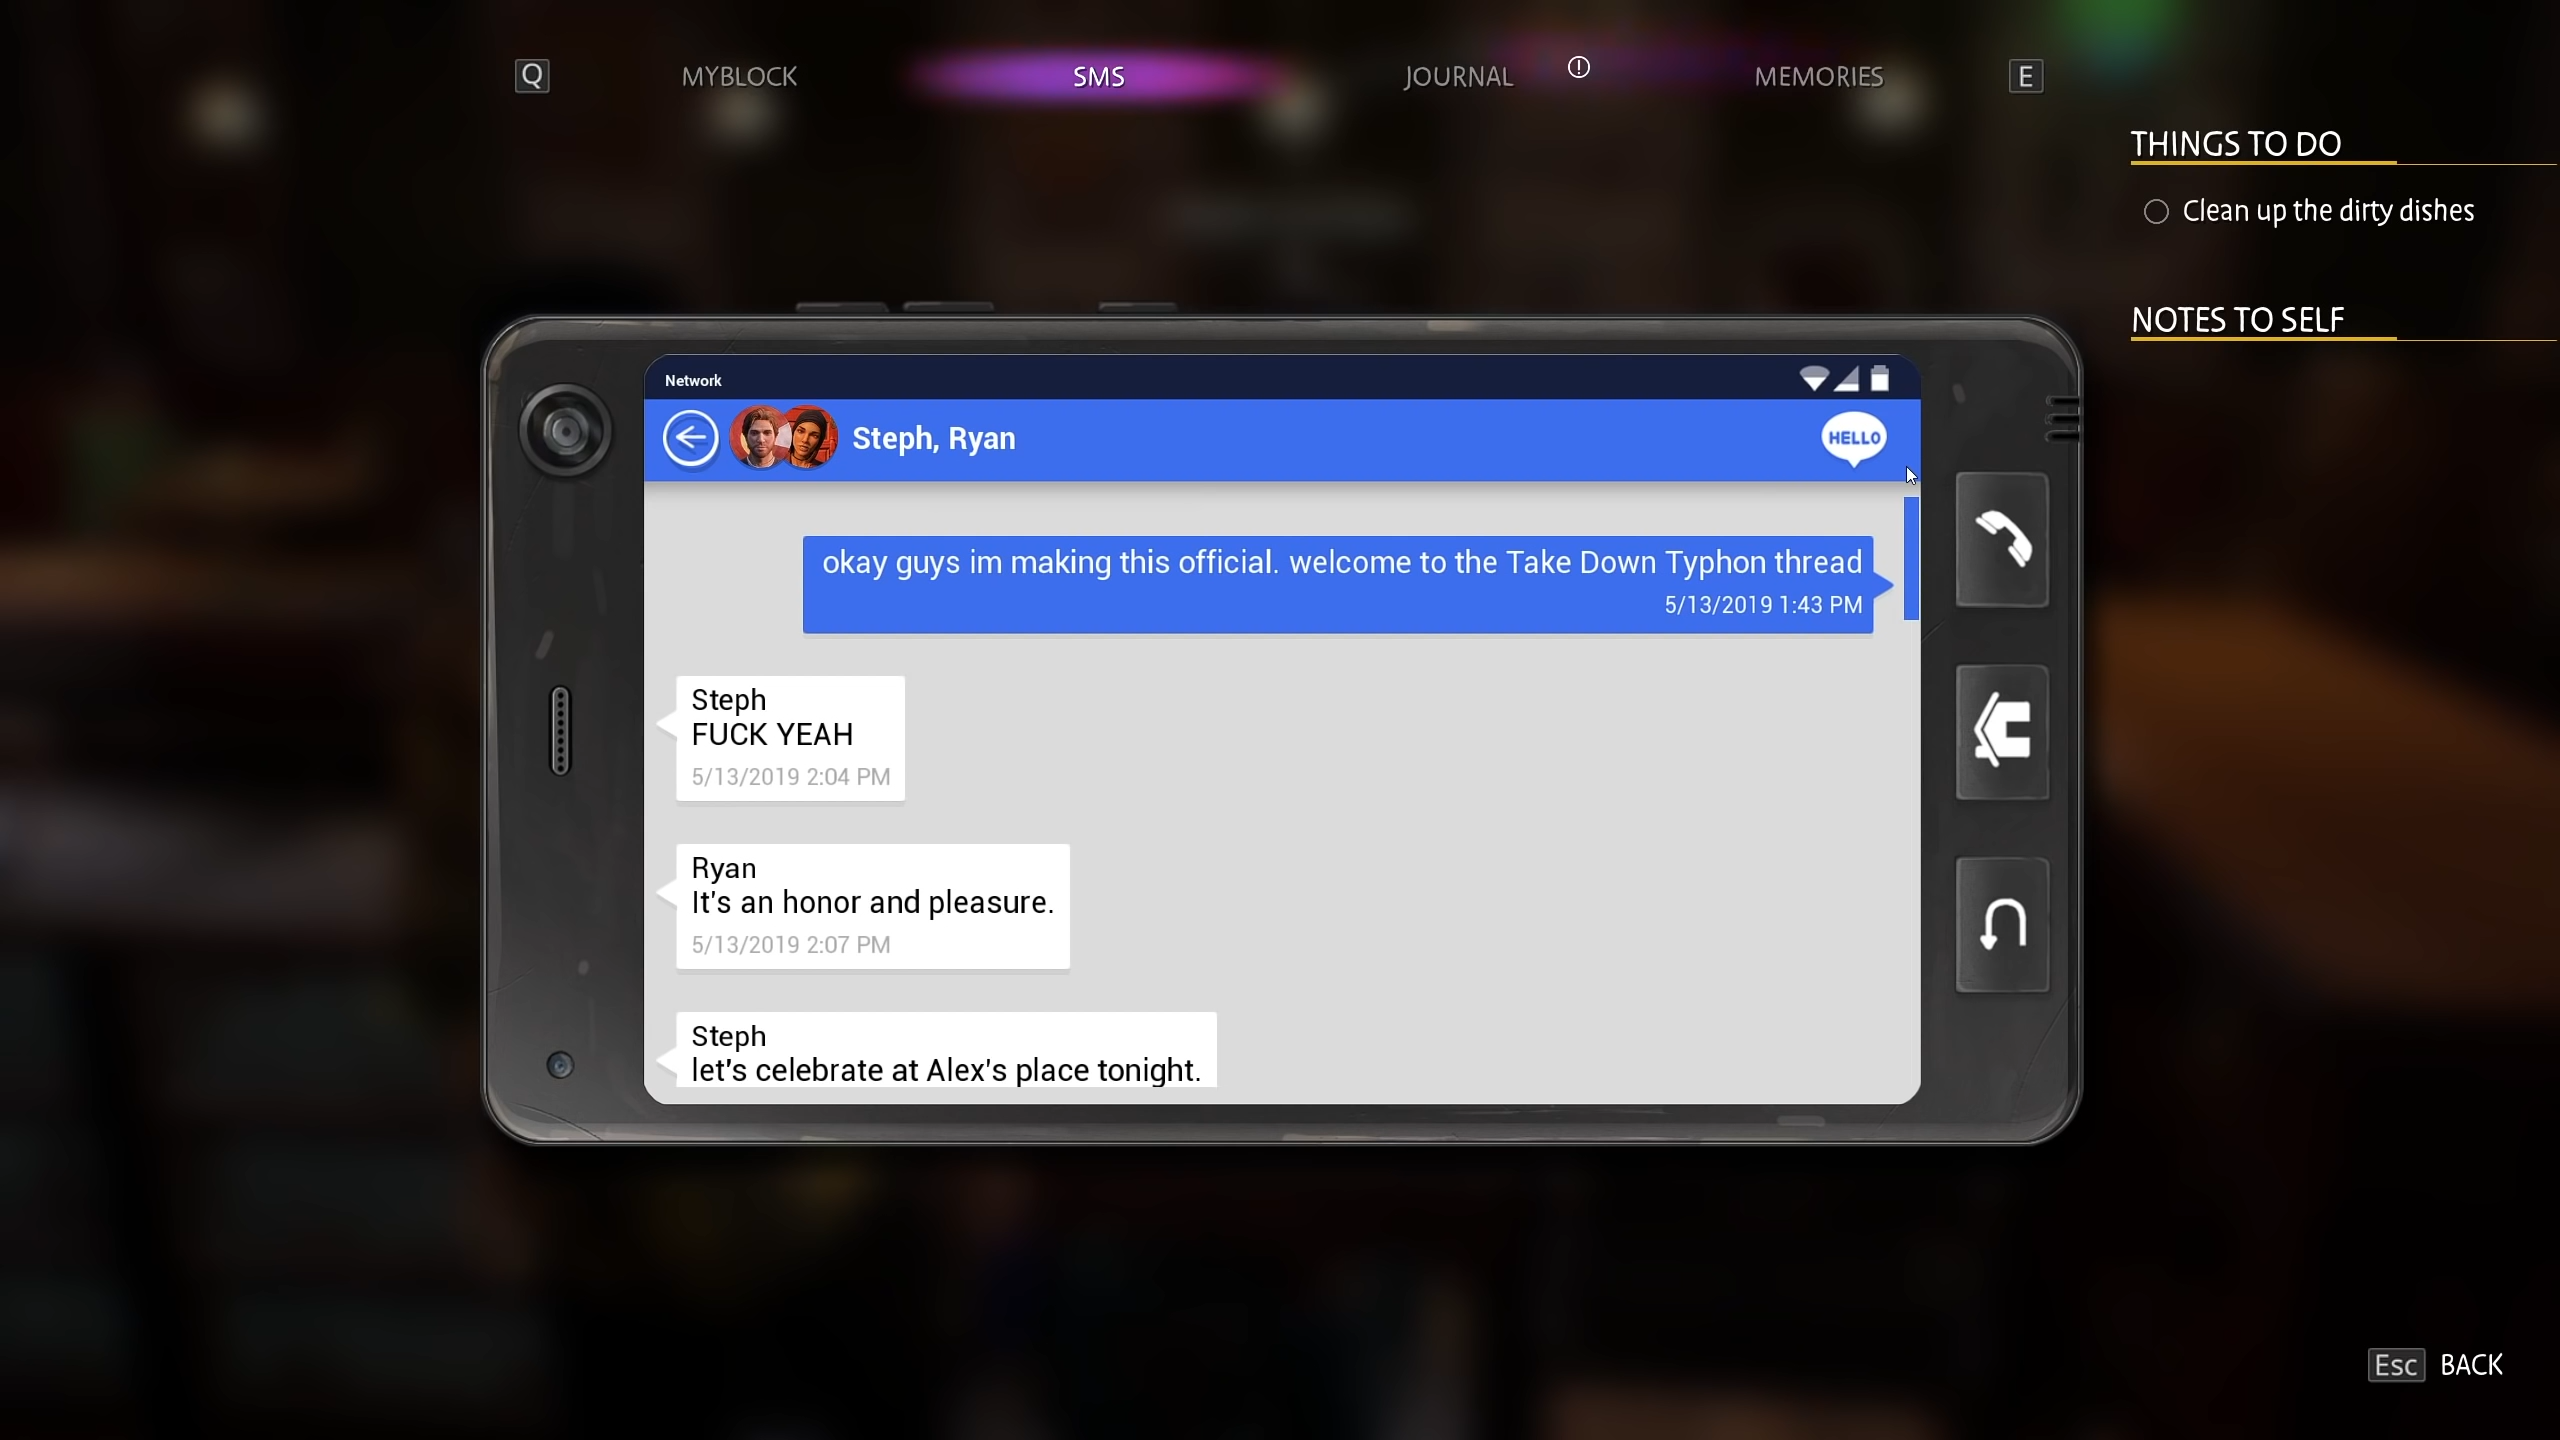 Q
MYBLOCK
SMS
JOURNAL
MEMORIES
E
THINGS TO DO
Clean up the dirty dishes
NOTES TO SELF
Network
Steph, Ryan
HELLO
okay guys im making this official. welcome to the Take Down Typhon thread
5/13/2019 1:43 PM
Steph
FUCK YEAH
5/13/2019 2:04 PM
Ryan
It's an honor and pleasure.
5/13/2019 2:07 PM
Steph
let's celebrate at Alex's place tonight.
Esc BACK